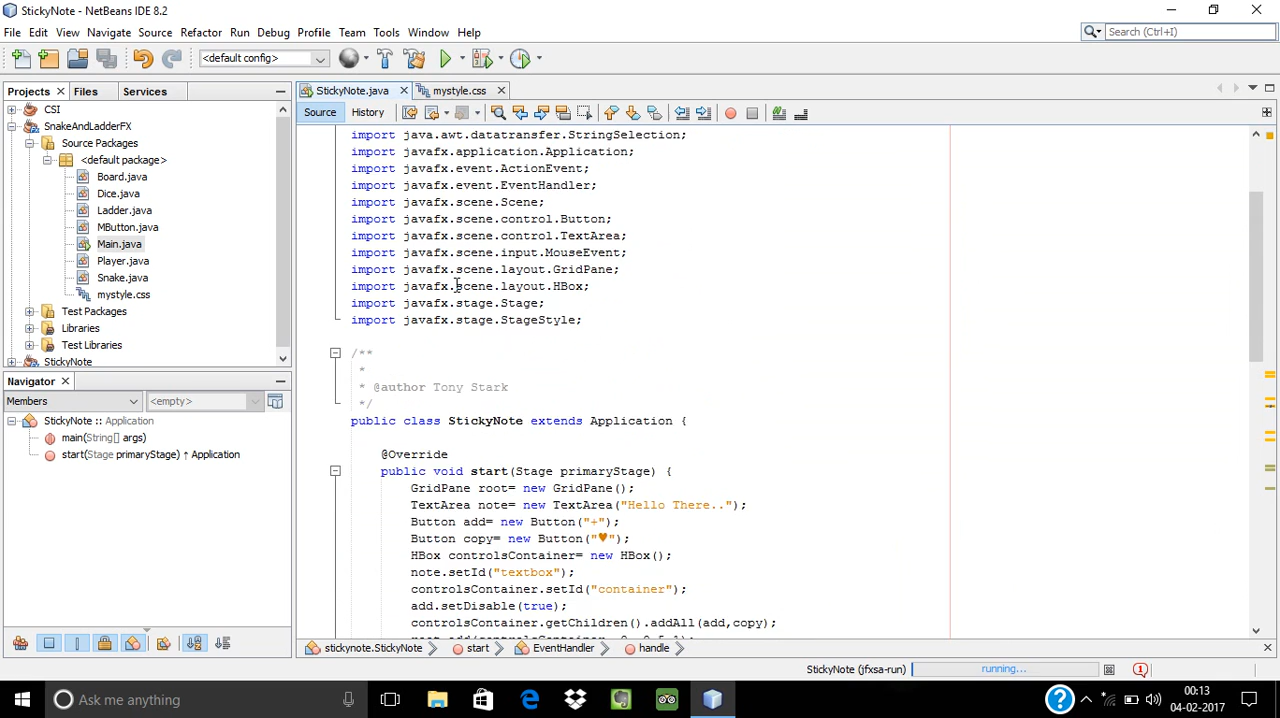 StickyNote - NetBeans IDE 8.2
File Edit View Navigate Source Refactor Run Debug Profile Team Tools Window Help
Search (Ctrl+I)
<default config>
Projects Files Services
StickyNote.java mystyle.css
Source History
CSI
SnakeAndLadderFX
Source Packages
<default package>
Board.java
Dice.java
Ladder.java
MButton.java
Main.java
Player.java
Snake.java
mystyle.css
Test Packages
Libraries
Test Libraries
StickyNote
Navigator
Members <empty>
StickyNote :: Application
main(String[] args)
start(Stage primaryStage) ↑ Application
import java.awt.datatransfer.StringSelection;
import javafx.application.Application;
import javafx.event.ActionEvent;
import javafx.event.EventHandler;
import javafx.scene.Scene;
import javafx.scene.control.Button;
import javafx.scene.control.TextArea;
import javafx.scene.input.MouseEvent;
import javafx.scene.layout.GridPane;
import javafx.scene.layout.HBox;
import javafx.stage.Stage;
import javafx.stage.StageStyle;
/**
*
* @author Tony Stark
*/
public class StickyNote extends Application {
@Override
public void start(Stage primaryStage) {
GridPane root= new GridPane();
TextArea note= new TextArea("Hello There..");
Button add= new Button("+");
Button copy= new Button("♥");
HBox controlsContainer= new HBox();
note.setId("textbox");
controlsContainer.setId("container");
add.setDisable(true);
controlsContainer.getChildren().addAll(add,copy);
stickynote.StickyNote start EventHandler handle
StickyNote (jfxsa-run) running...
Ask me anything
00:13
04-02-2017